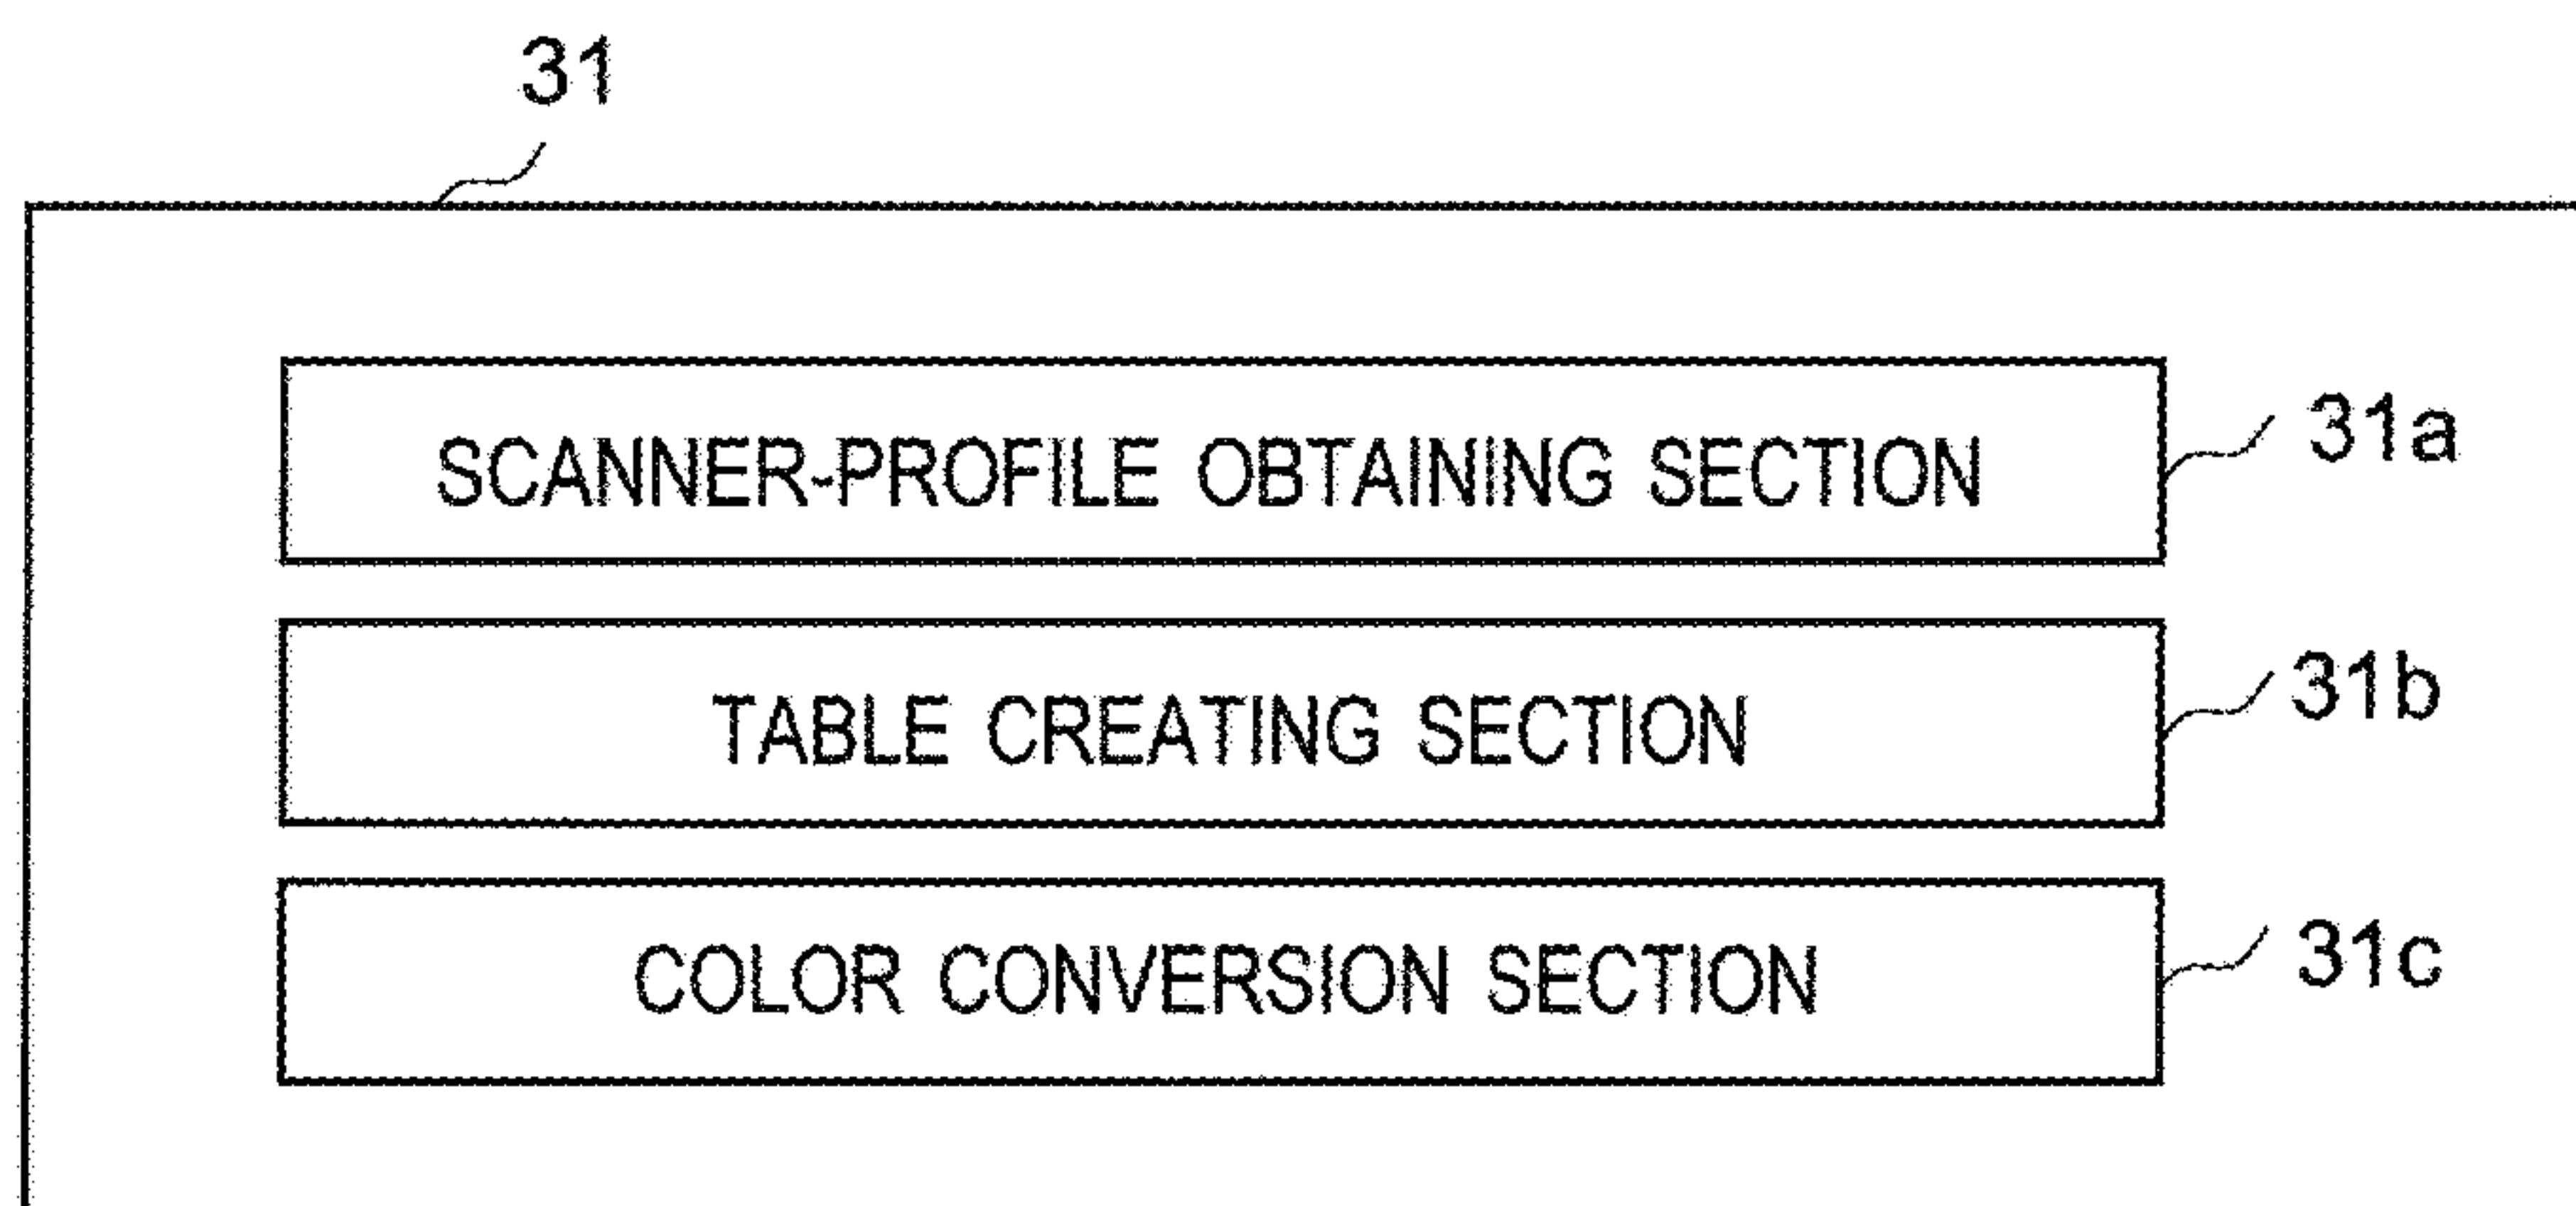 31
SCANNER-PROFILE OBTAINING SECTION 31a
TABLE CREATING SECTION 31b
COLOR CONVERSION SECTION 31c